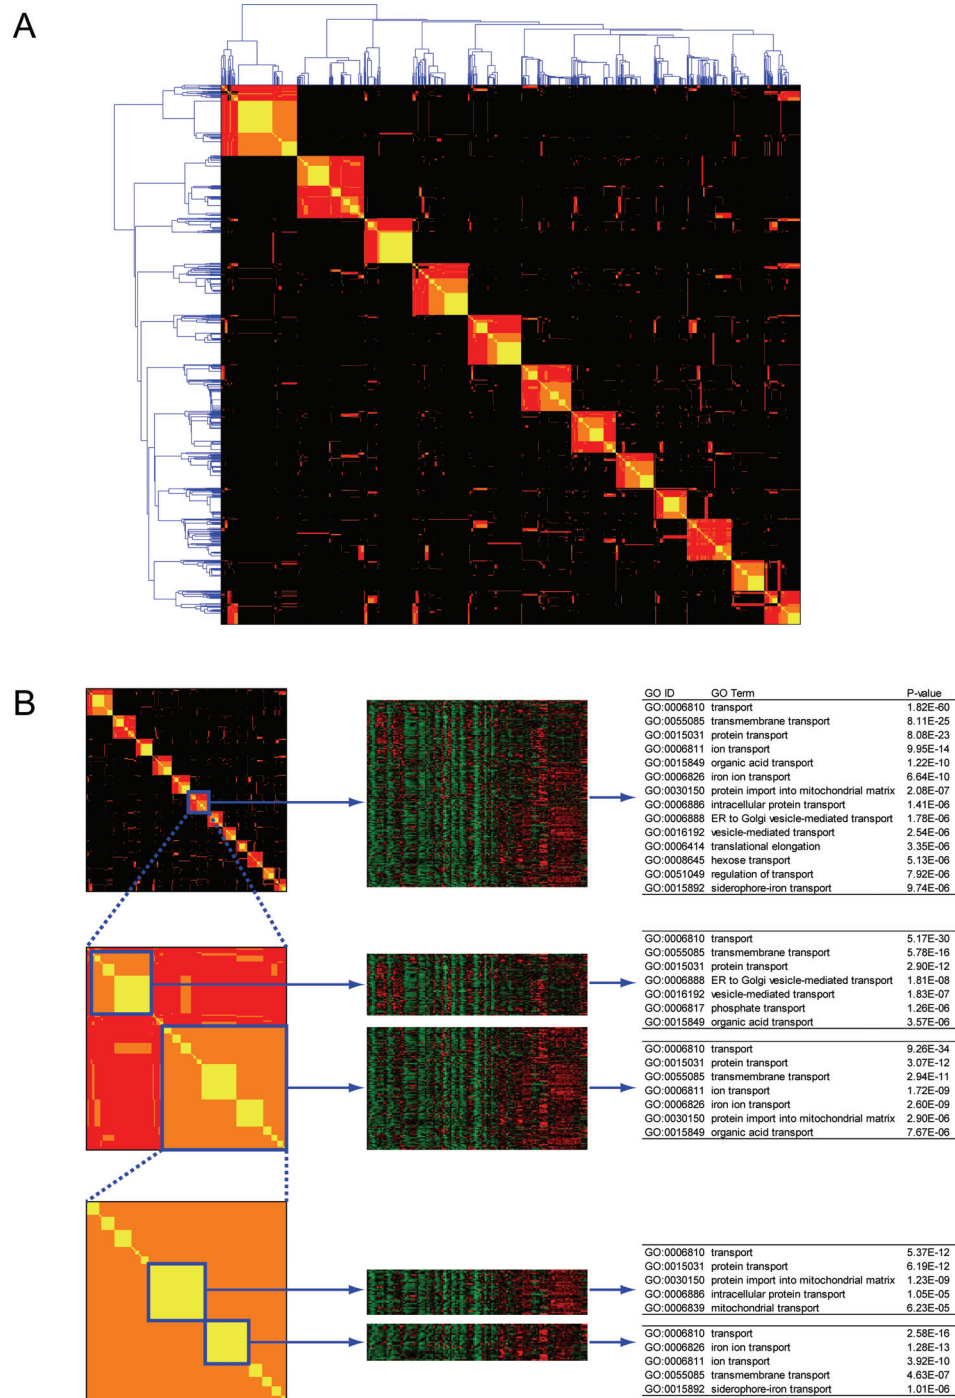 A
B
GO ID GO Term P-value
GO:0006810 transport 1.82E-60
GO:0055085 transmembrane transport 8.11E-25
GO:0015031 protein transport 8.08E-23
GO:0006811 ion transport 9.95E-14
GO:0015849 organic acid transport 1.22E-10
GO:0006826 iron ion transport 6.64E-10
GO:0030150 protein import into mitochondrial matrix 2.08E-07
GO:0006886 intracellular protein transport 1.41E-06
GO:0006888 ER to Golgi vesicle-mediated transport 1.78E-06
GO:0016192 vesicle-mediated transport 2.54E-06
GO:0006414 translational elongation 3.35E-06
GO:0008645 hexose transport 5.13E-06
GO:0051049 regulation of transport 7.92E-06
GO:0015892 siderophore-iron transport 9.74E-06
GO:0006810 transport 5.17E-30
GO:0055085 transmembrane transport 5.78E-16
GO:0015031 protein transport 2.90E-12
GO:0006888 ER to Golgi vesicle-mediated transport 1.81E-08
GO:0016192 vesicle-mediated transport 1.83E-07
GO:0006817 phosphate transport 1.26E-06
GO:0015849 organic acid transport 3.57E-06
GO:0006810 transport 9.26E-34
GO:0015031 protein transport 3.07E-12
GO:0055085 transmembrane transport 2.94E-11
GO:0006811 ion transport 1.72E-09
GO:0006826 iron ion transport 2.60E-09
GO:0030150 protein import into mitochondrial matrix 2.90E-06
GO:0015849 organic acid transport 7.67E-06
GO:0006810 transport 5.37E-12
GO:0015031 protein transport 6.19E-12
GO:0030150 protein import into mitochondrial matrix 1.23E-09
GO:0006886 intracellular protein transport 1.05E-05
GO:0006839 mitochondrial transport 6.23E-05
GO:0006810 transport 2.58E-16
GO:0006826 iron ion transport 1.28E-13
GO:0006811 ion transport 3.92E-10
GO:0055085 transmembrane transport 4.63E-07
GO:0015892 siderophore-iron transport 1.01E-06